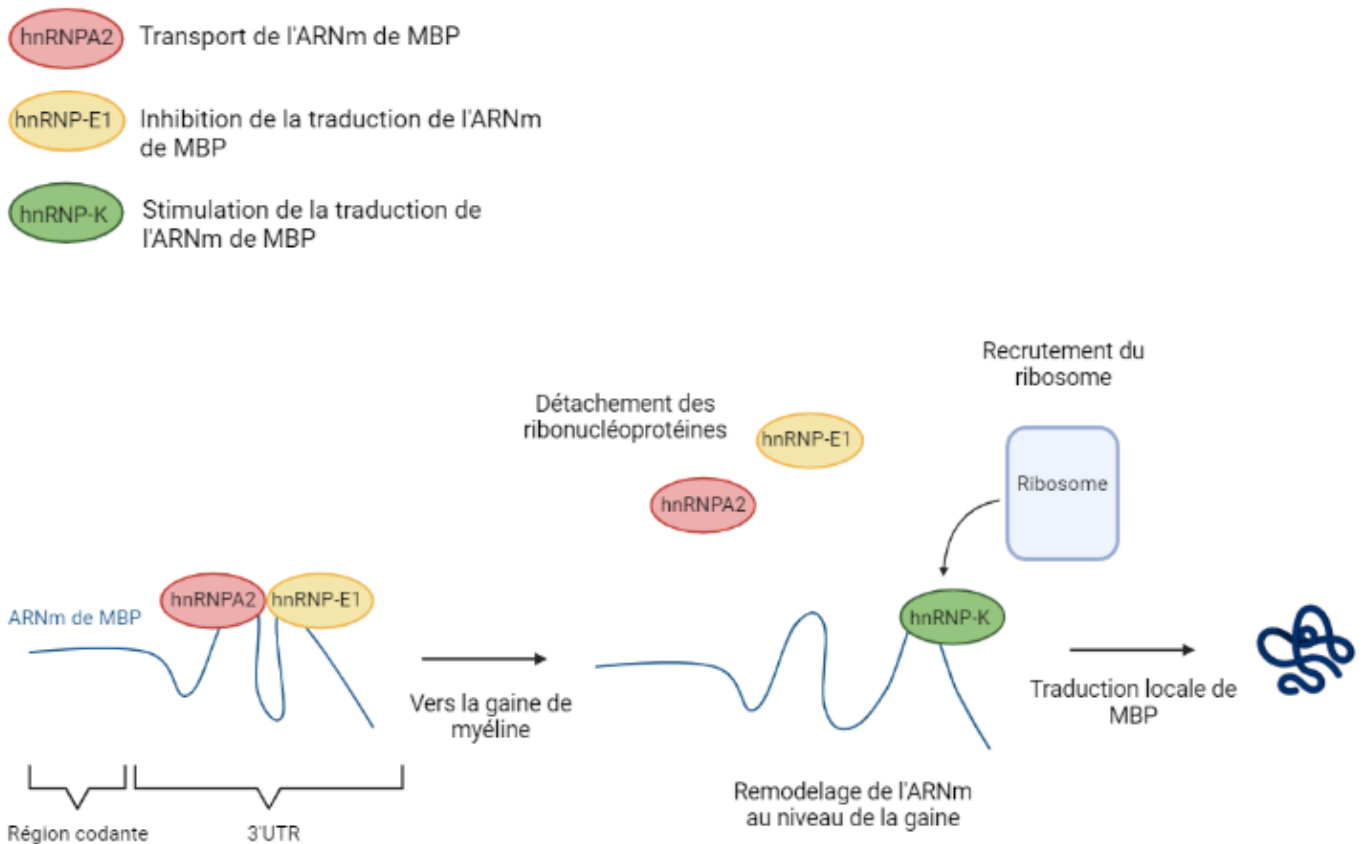 hnRNPA2 Transport de l'ARNm de MBP
hnRNP-E1 Inhibition de la traduction de l'ARNm
de MBP
hnRNP-K Stimulation de la traduction de
l'ARNm de MBP
Recrutement du
ribosome
Détachement des
ribonucléoprotéines
hnRNP-E1
Ribosome
hnRNPA2
ARNm de MBP
hnRNPA2
hnRNP-E1
hnRNP-K
Vers la gaine de
myéline
Traduction locale de
MBP
Remodelage de l'ARNm
au niveau de la gaine
Région codante
3'UTR